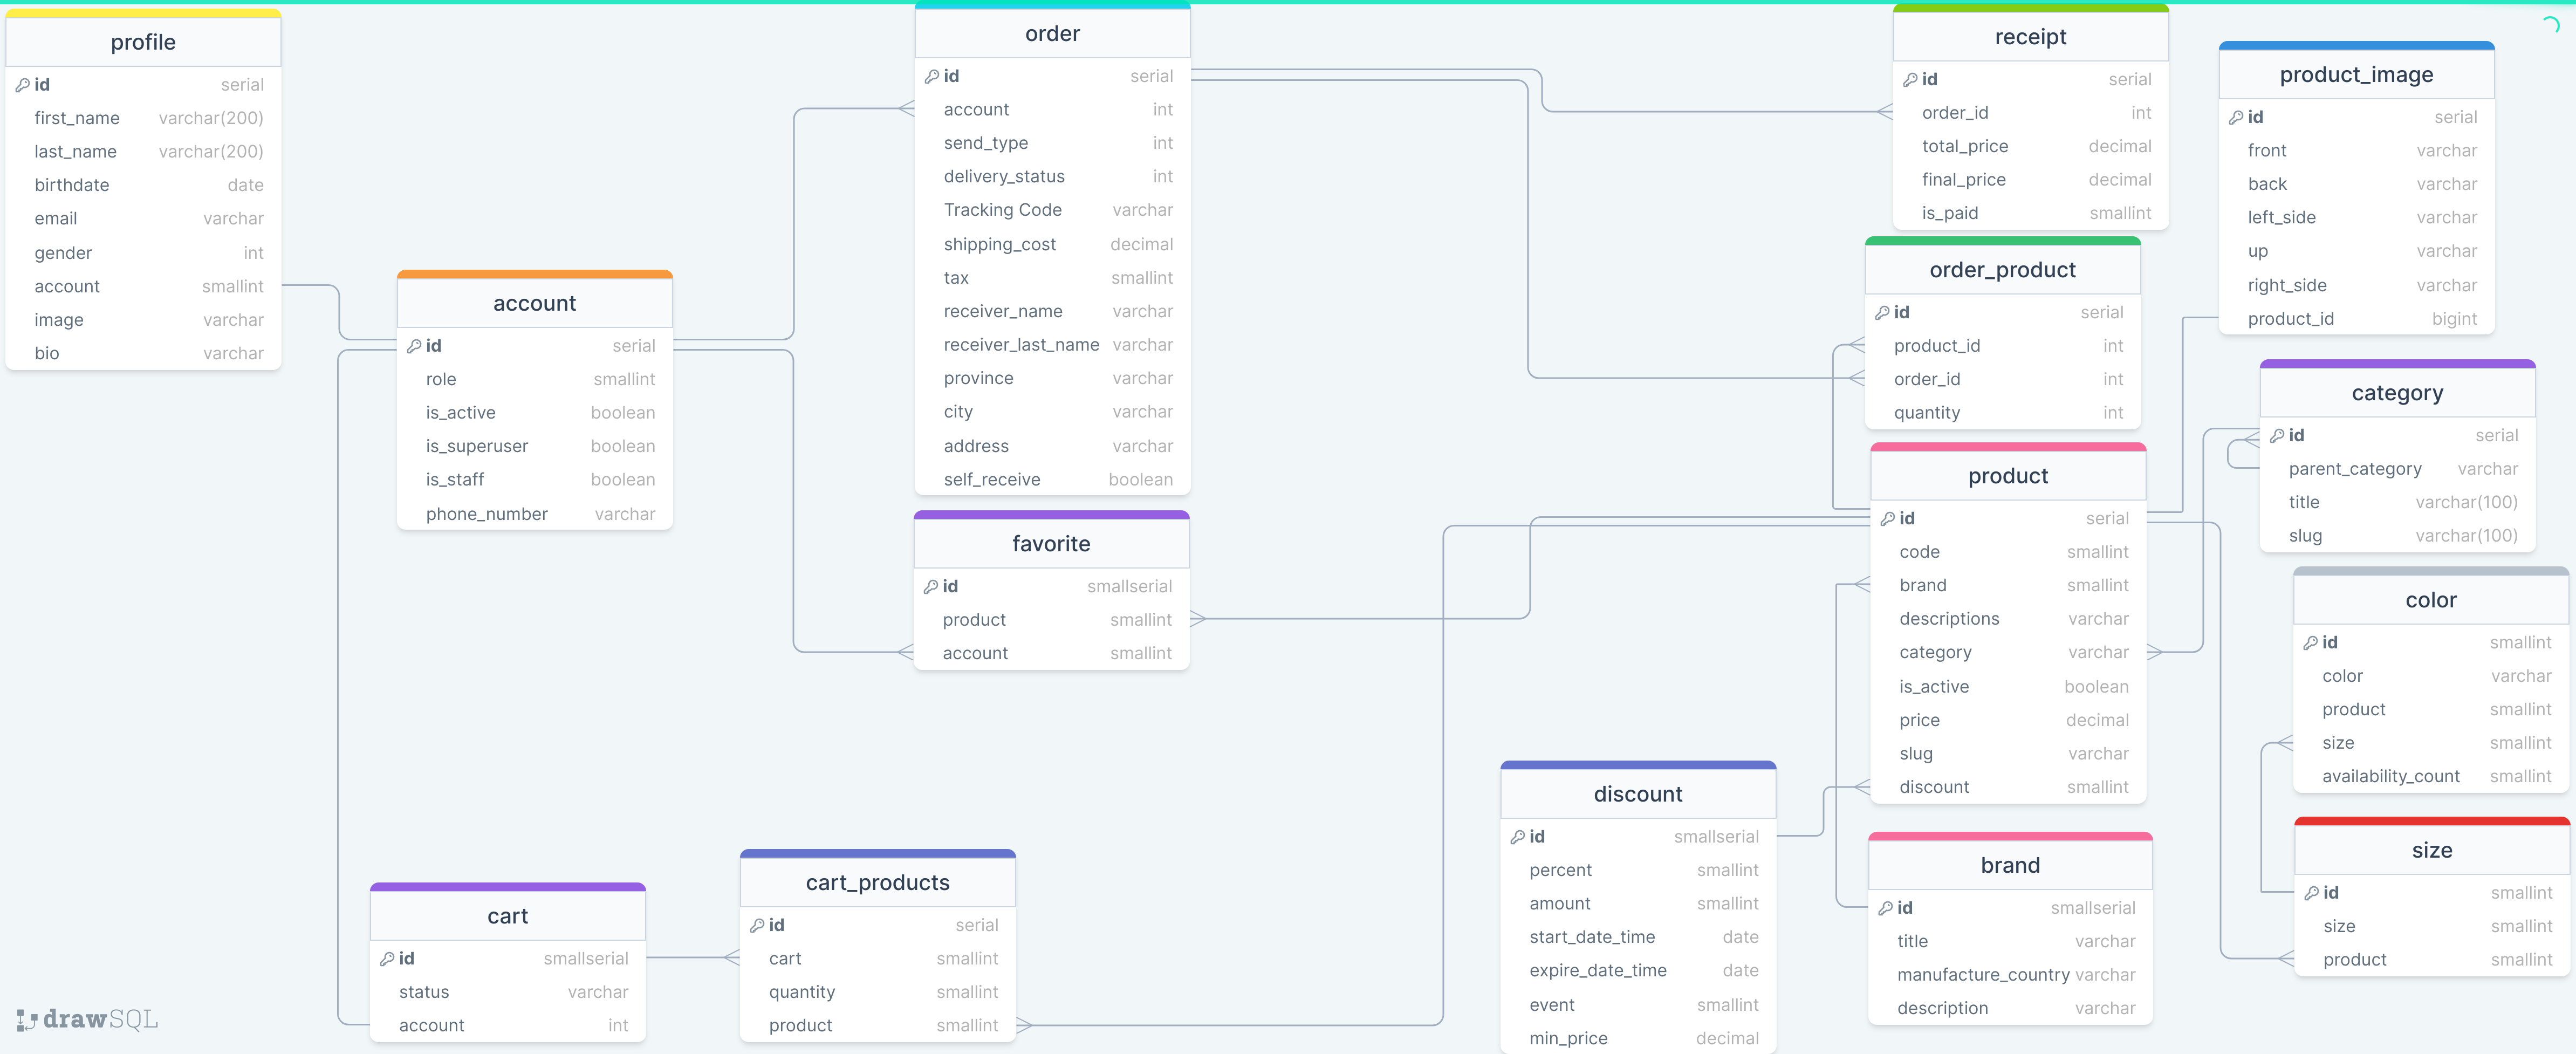 profile
id serial
first_name varchar(200)
last_name varchar(200)
birthdate date
email varchar
gender int
account smallint
image varchar
bio varchar
account
id serial
role smallint
is_active boolean
is_superuser boolean
is_staff boolean
phone_number varchar
order
id serial
account int
send_type int
delivery_status int
Tracking Code varchar
shipping_cost decimal
tax smallint
receiver_name varchar
receiver_last_name varchar
province varchar
city varchar
address varchar
self_receive boolean
favorite
id smallserial
product smallint
account smallint
cart
id smallserial
status varchar
account int
cart_products
id serial
cart smallint
quantity smallint
product smallint
receipt
id serial
order_id int
total_price decimal
final_price decimal
is_paid smallint
order_product
id serial
product_id int
order_id int
quantity int
product
id serial
code smallint
brand smallint
descriptions varchar
category varchar
is_active boolean
price decimal
slug varchar
discount smallint
discount
id smallserial
percent smallint
amount smallint
start_date_time date
expire_date_time date
event smallint
min_price decimal
brand
id smallserial
title varchar
manufacture_country varchar
description varchar
product_image
id serial
front varchar
back varchar
left_side varchar
up varchar
right_side varchar
product_id bigint
category
id serial
parent_category varchar
title varchar(100)
slug varchar(100)
color
id smallint
color varchar
product smallint
size smallint
availability_count smallint
size
id smallint
size smallint
product smallint
drawSQL